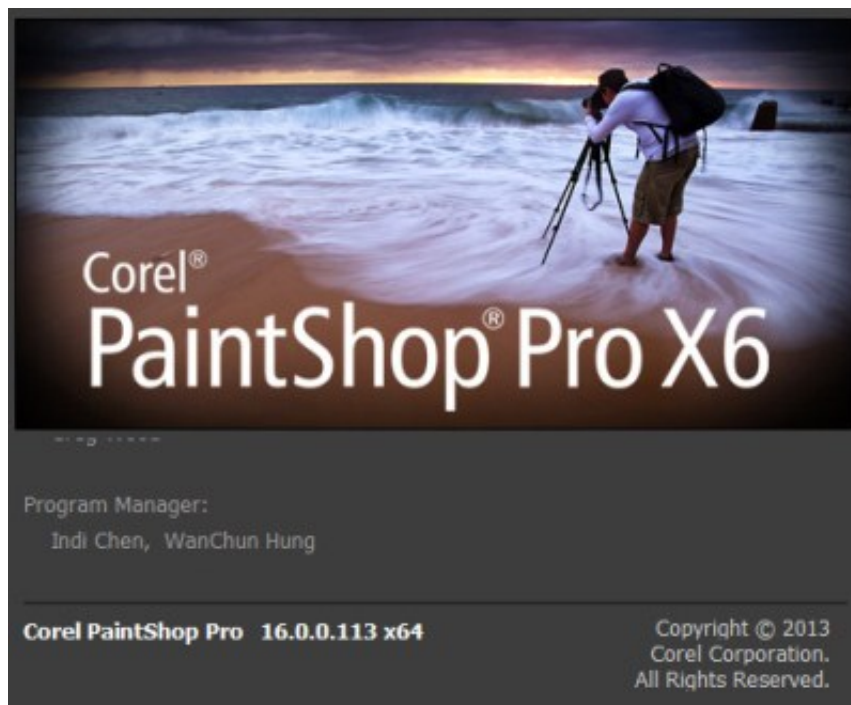 Corel®
PaintShop® Pro X6
Program Manager:
Indi Chen, WanChun Hung
Corel PaintShop Pro 16.0.0.113 x64
Copyright © 2013
Corel Corporation.
All Rights Reserved.